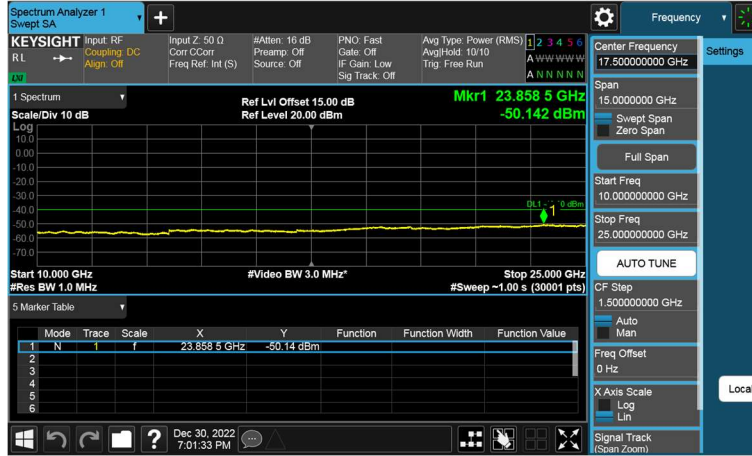 Spectrum Analyzer 1
Swept SA
+
Frequency
KEYSIGHT
RL
LXI
Input: RF
Coupling: DC
Align: Off
Input Z: 50 Ω
Corr CCorr
Freq Ref: Int (S)
#Atten: 16 dB
Preamp: Off
Source: Off
PNO: Fast
Gate: Off
IF Gain: Low
Sig Track: Off
Avg Type: Power (RMS)
Avg|Hold: 10/10
Trig: Free Run
1 2 3 4 5 6
A W W W W W
A N N N N N
1 Spectrum
Scale/Div 10 dB
Ref Lvl Offset 15.00 dB
Ref Level 20.00 dBm
Mkr1 23.858 5 GHz
-50.142 dBm
Log
10.0
0.00
-10.0
-20.0
-30.0
-40.0
-50.0
-60.0
-70.0
1
Start 10.000 GHz
#Res BW 1.0 MHz
#Video BW 3.0 MHz*
Stop 25.000 GHz
#Sweep ~1.00 s (30001 pts)
5 Marker Table
Mode Trace Scale X Y Function Function Width Function Value
1 N 1 f 23.858 5 GHz -50.14 dBm
2
3
4
5
6
Dec 30, 2022
7:01:33 PM
Center Frequency
17.500000000 GHz
Settings
Span
15.0000000 GHz
Swept Span
Zero Span
Full Span
Start Freq
10.000000000 GHz
Stop Freq
25.000000000 GHz
AUTO TUNE
CF Step
1.500000000 GHz
Auto
Man
Freq Offset
0 Hz
X Axis Scale
Log
Lin
Local
Signal Track
(Span Zoom)